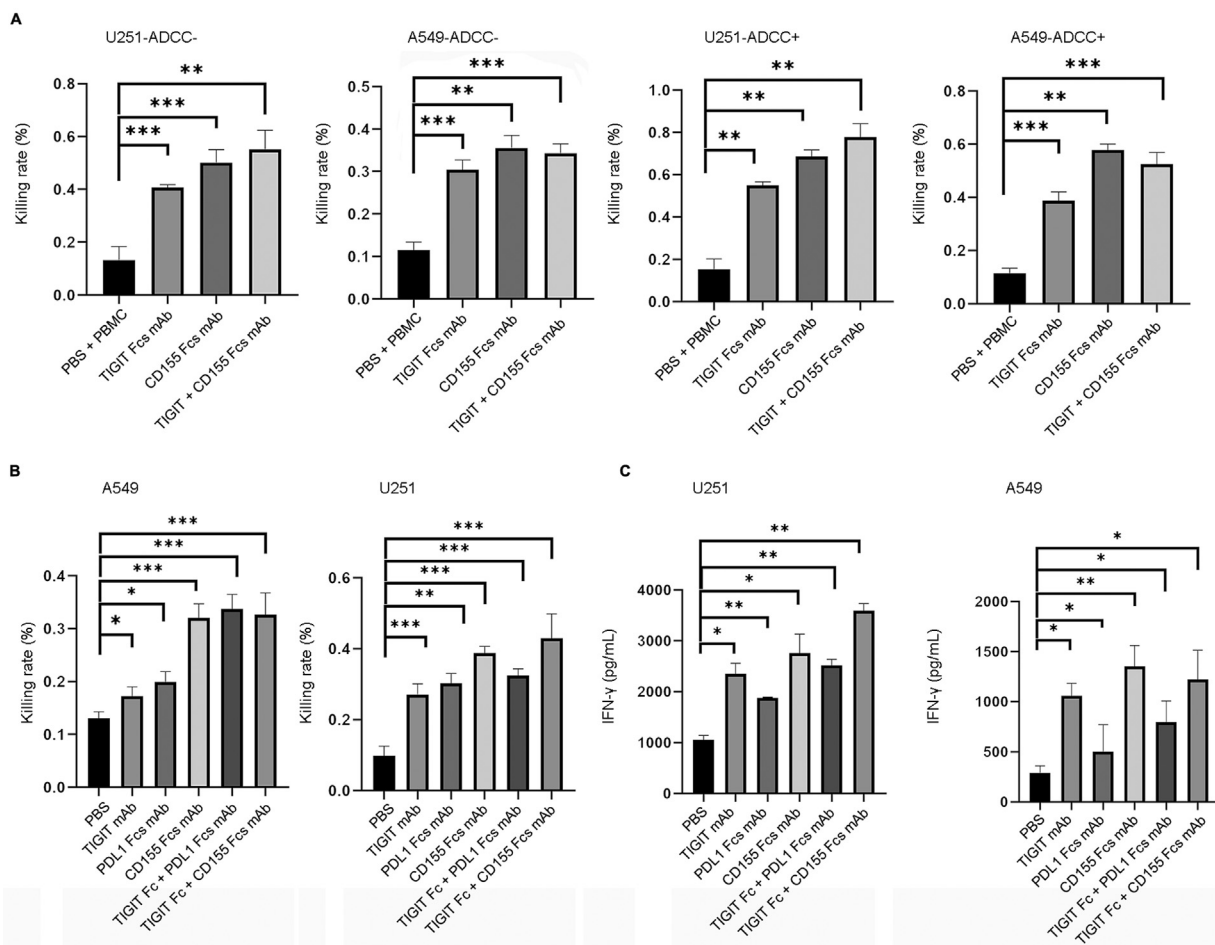 A
U251-ADCC-
Killing rate (%)
0.8
0.6
0.4
0.2
0.0
**
***
***
PBS + PBMC
TIGIT Fcs mAb
CD155 Fcs mAb
TIGIT + CD155 Fcs mAb
A549-ADCC-
Killing rate (%)
0.5
0.4
0.3
0.2
0.1
0.0
***
**
***
PBS + PBMC
TIGIT Fcs mAb
CD155 Fcs mAb
TIGIT + CD155 Fcs mAb
U251-ADCC+
Killing rate (%)
1.0
0.8
0.6
0.4
0.2
0.0
**
**
**
PBS + PBMC
TIGIT Fcs mAb
CD155 Fcs mAb
TIGIT + CD155 Fcs mAb
A549-ADCC+
Killing rate (%)
0.8
0.6
0.4
0.2
0.0
***
**
***
PBS + PBMC
TIGIT Fcs mAb
CD155 Fcs mAb
TIGIT + CD155 Fcs mAb
B
A549
Killing rate (%)
0.4
0.3
0.2
0.1
0.0
***
***
***
*
*
PBS
TIGIT mAb
PDL1 Fcs mAb
CD155 Fcs mAb
TIGIT Fc + PDL1 Fcs mAb
TIGIT Fc + CD155 Fcs mAb
U251
Killing rate (%)
0.6
0.4
0.2
0.0
***
***
***
**
***
PBS
TIGIT mAb
PDL1 Fcs mAb
CD155 Fcs mAb
TIGIT Fc + PDL1 Fcs mAb
TIGIT Fc + CD155 Fcs mAb
C
U251
IFN-γ (pg/mL)
4000
3000
2000
1000
0
**
**
*
**
*
PBS
TIGIT mAb
PDL1 Fcs mAb
CD155 Fcs mAb
TIGIT Fc + PDL1 Fcs mAb
TIGIT Fc + CD155 Fcs mAb
A549
IFN-γ (pg/mL)
2000
1500
1000
500
0
*
*
**
*
*
PBS
TIGIT mAb
PDL1 Fcs mAb
CD155 Fcs mAb
TIGIT Fc + PDL1 Fcs mAb
TIGIT Fc + CD155 Fcs mAb